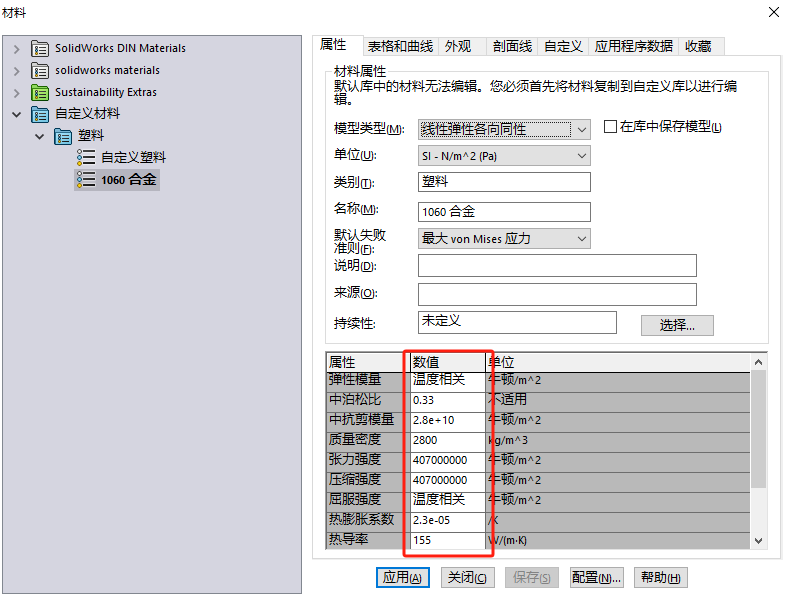 材料
SolidWorks DIN Materials
solidworks materials
Sustainability Extras
自定义材料
塑料
自定义塑料
1060 合金
属性 表格和曲线 外观 剖面线 自定义 应用程序数据 收藏
材料属性
默认库中的材料无法编辑。您必须首先将材料复制到自定义库以进行编
辑。
模型类型(M): 线性弹性各向同性 在库中保存模型(L)
单位(U): SI - N/m^2 (Pa)
类别(T): 塑料
名称(M): 1060 合金
默认失败
准则(F): 最大 von Mises 应力
说明(D):
来源(O):
持续性: 未定义 选择...
属性 数值 单位
弹性模量 温度相关 牛顿/m^2
中泊松比 0.33 不适用
中抗剪模量 2.8e+10 牛顿/m^2
质量密度 2800 kg/m^3
张力强度 407000000 牛顿/m^2
压缩强度 407000000 牛顿/m^2
屈服强度 温度相关 牛顿/m^2
热膨胀系数 2.3e-05 /K
热导率 155 W/(m·K)
应用(A) 关闭(C) 保存(S) 配置(N)... 帮助(H)